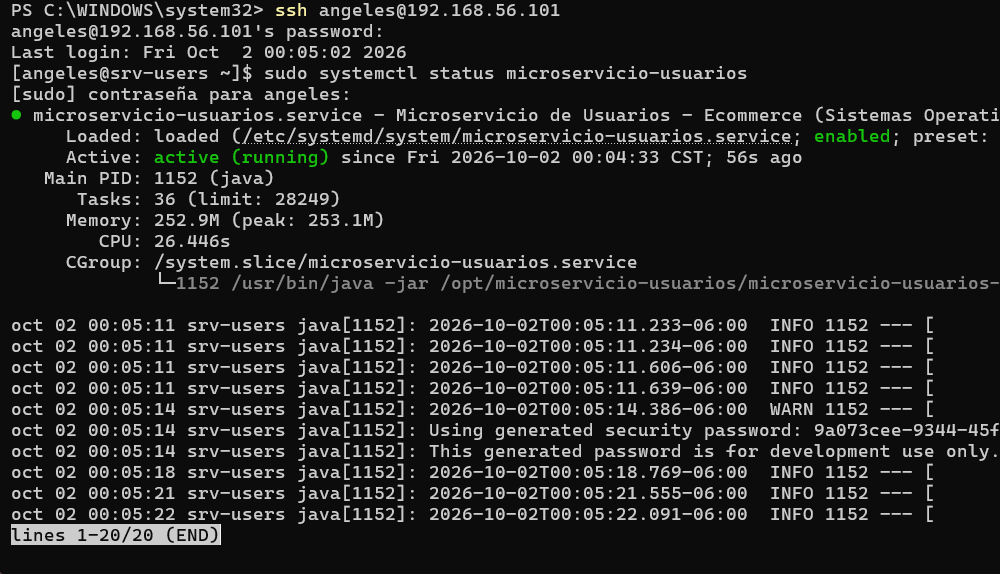 PS C:\WINDOWS\system32> ssh angeles@192.168.56.101
angeles@192.168.56.101's password:
Last login: Fri Oct  2 00:05:02 2026
[angeles@srv-users ~]$ sudo systemctl status microservicio-usuarios
[sudo] contraseña para angeles:
● microservicio-usuarios.service - Microservicio de Usuarios - Ecommerce (Sistemas Operati
     Loaded: loaded (/etc/systemd/system/microservicio-usuarios.service; enabled; preset:
     Active: active (running) since Fri 2026-10-02 00:04:33 CST; 56s ago
   Main PID: 1152 (java)
      Tasks: 36 (limit: 28249)
     Memory: 252.9M (peak: 253.1M)
        CPU: 26.446s
     CGroup: /system.slice/microservicio-usuarios.service
             └─1152 /usr/bin/java -jar /opt/microservicio-usuarios/microservicio-usuarios-
oct 02 00:05:11 srv-users java[1152]: 2026-10-02T00:05:11.233-06:00  INFO 1152 --- [
oct 02 00:05:11 srv-users java[1152]: 2026-10-02T00:05:11.234-06:00  INFO 1152 --- [
oct 02 00:05:11 srv-users java[1152]: 2026-10-02T00:05:11.606-06:00  INFO 1152 --- [
oct 02 00:05:11 srv-users java[1152]: 2026-10-02T00:05:11.639-06:00  INFO 1152 --- [
oct 02 00:05:14 srv-users java[1152]: 2026-10-02T00:05:14.386-06:00  WARN 1152 --- [
oct 02 00:05:14 srv-users java[1152]: Using generated security password: 9a073cee-9344-45f
oct 02 00:05:14 srv-users java[1152]: This generated password is for development use only.
oct 02 00:05:18 srv-users java[1152]: 2026-10-02T00:05:18.769-06:00  INFO 1152 --- [
oct 02 00:05:21 srv-users java[1152]: 2026-10-02T00:05:21.555-06:00  INFO 1152 --- [
oct 02 00:05:22 srv-users java[1152]: 2026-10-02T00:05:22.091-06:00  INFO 1152 --- [
lines 1-20/20 (END)